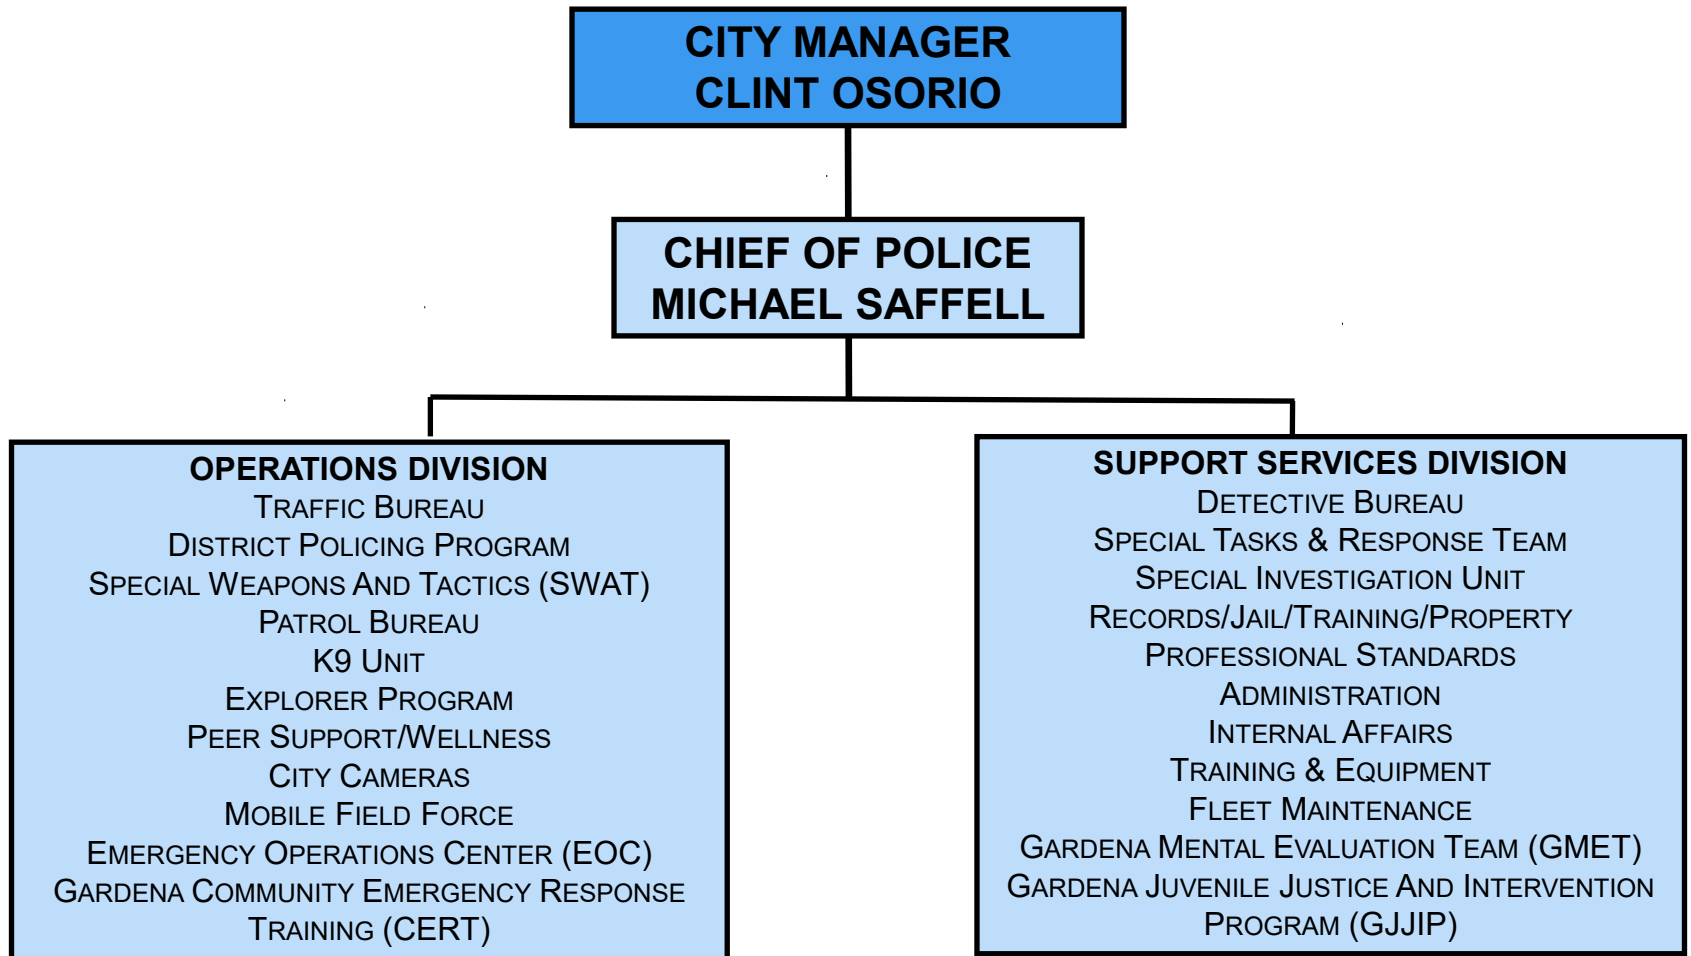 CITY MANAGER
CLINT OSORIO
CHIEF OF POLICE
MICHAEL SAFFELL
OPERATIONS DIVISION
TRAFFIC BUREAU
DISTRICT POLICING PROGRAM
SPECIAL WEAPONS AND TACTICS (SWAT)
PATROL BUREAU
K9 UNIT
EXPLORER PROGRAM
PEER SUPPORT/WELLNESS
CITY CAMERAS
MOBILE FIELD FORCE
EMERGENCY OPERATIONS CENTER (EOC)
GARDENA COMMUNITY EMERGENCY RESPONSE
TRAINING (CERT)
SUPPORT SERVICES DIVISION
DETECTIVE BUREAU
SPECIAL TASKS & RESPONSE TEAM
SPECIAL INVESTIGATION UNIT
RECORDS/JAIL/TRAINING/PROPERTY
PROFESSIONAL STANDARDS
ADMINISTRATION
INTERNAL AFFAIRS
TRAINING & EQUIPMENT
FLEET MAINTENANCE
GARDENA MENTAL EVALUATION TEAM (GMET)
GARDENA JUVENILE JUSTICE AND INTERVENTION
PROGRAM (GJJIP)